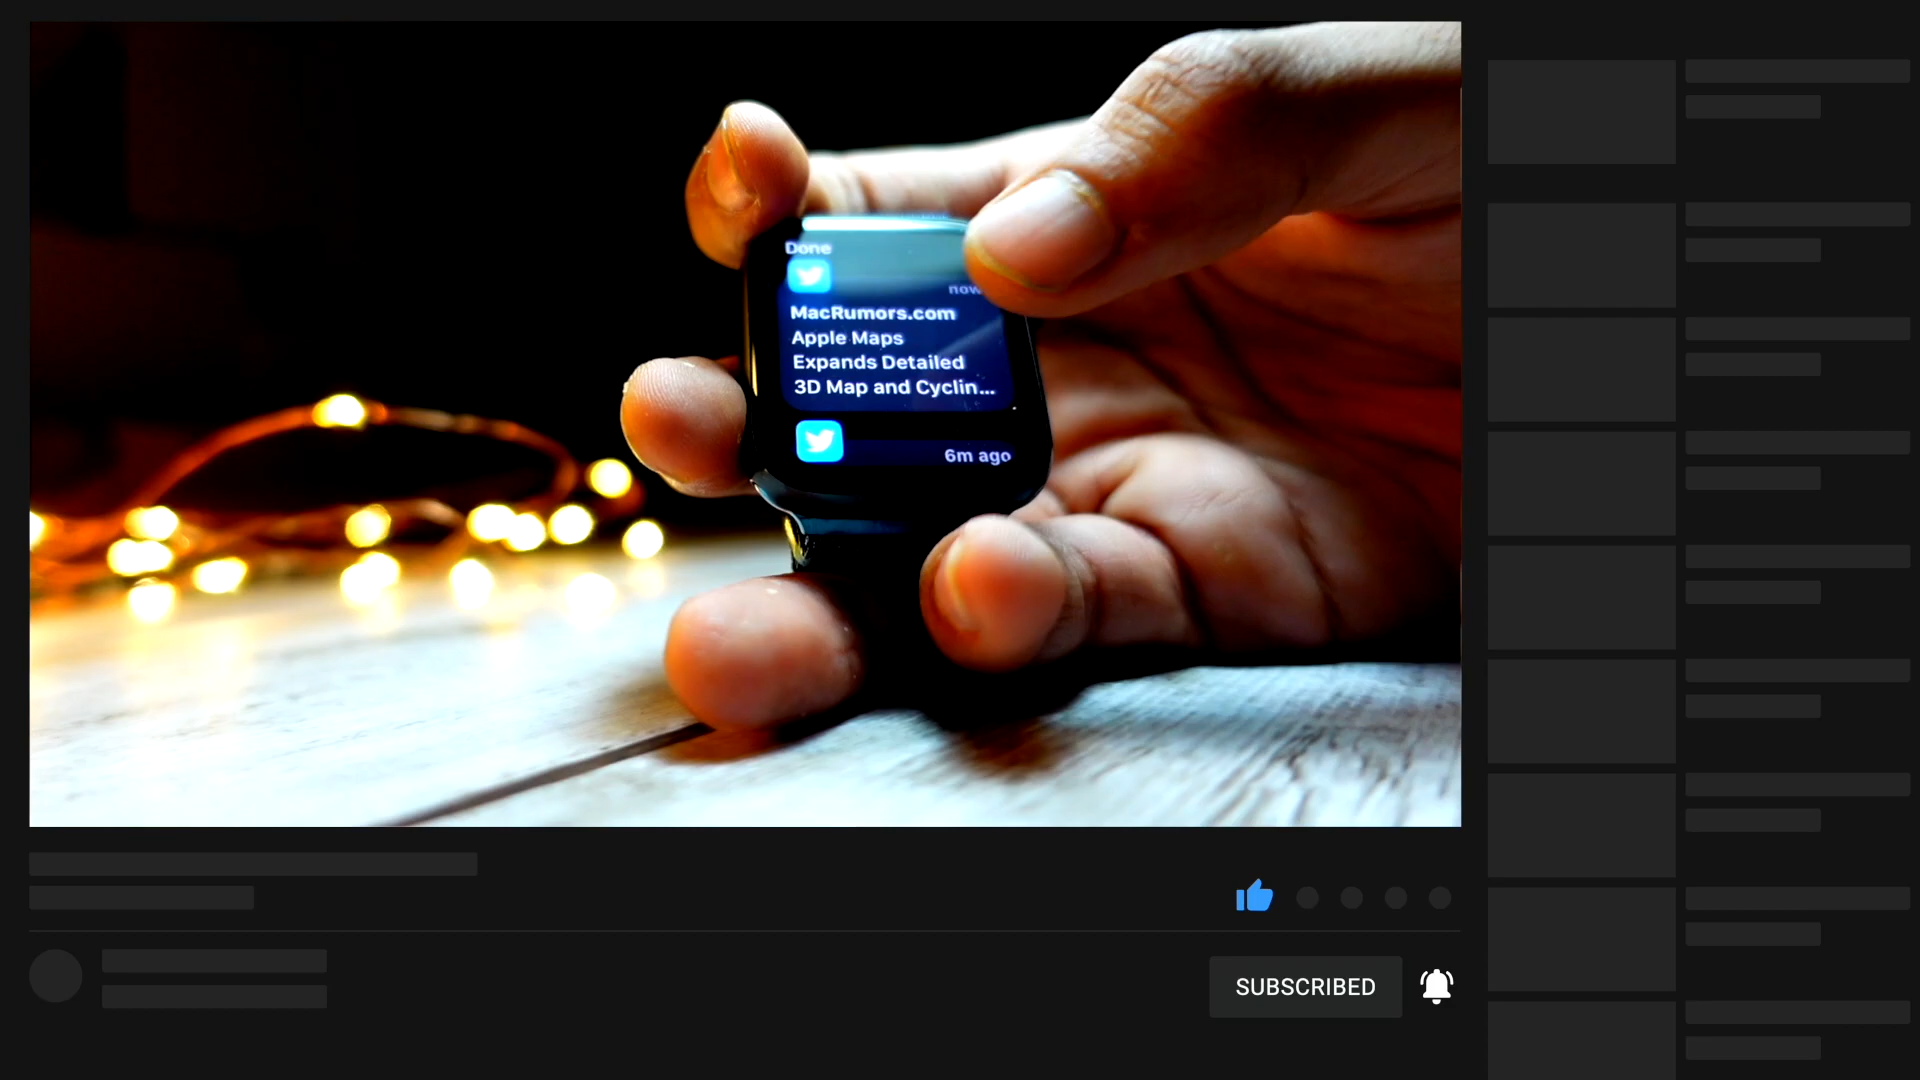 Done
now
MacRumors.com
Apple Maps
Expands Detailed
3D Map and Cyclin...
6m ago
SUBSCRIBED